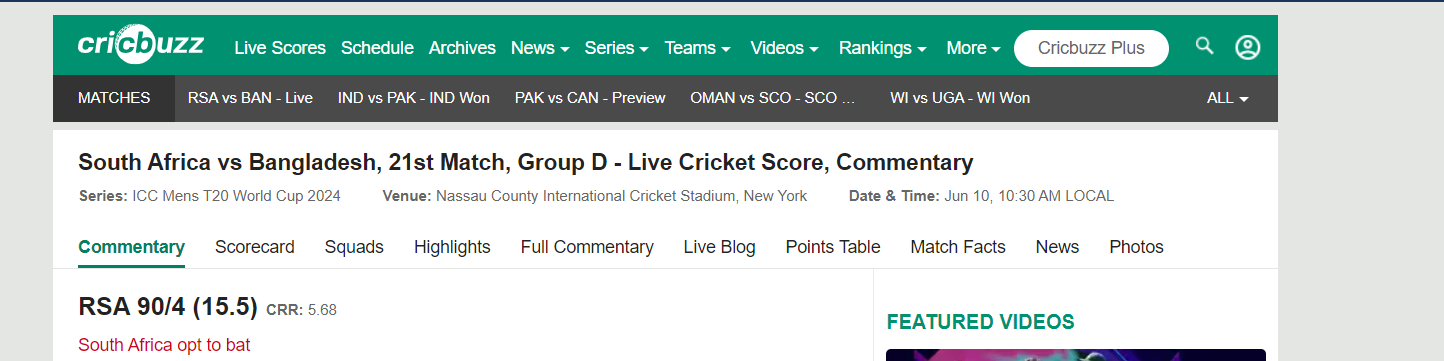 cricbuzz Live Scores Schedule Archives News Series Teams Videos Rankings More Cricbuzz Plus
MATCHES RSA vs BAN - Live IND vs PAK - IND Won PAK vs CAN - Preview OMAN vs SCO - SCO ... WI vs UGA - WI Won ALL
South Africa vs Bangladesh, 21st Match, Group D - Live Cricket Score, Commentary
Series: ICC Mens T20 World Cup 2024 Venue: Nassau County International Cricket Stadium, New York Date & Time: Jun 10, 10:30 AM LOCAL
Commentary Scorecard Squads Highlights Full Commentary Live Blog Points Table Match Facts News Photos
RSA 90/4 (15.5) CRR: 5.68
FEATURED VIDEOS
South Africa opt to bat